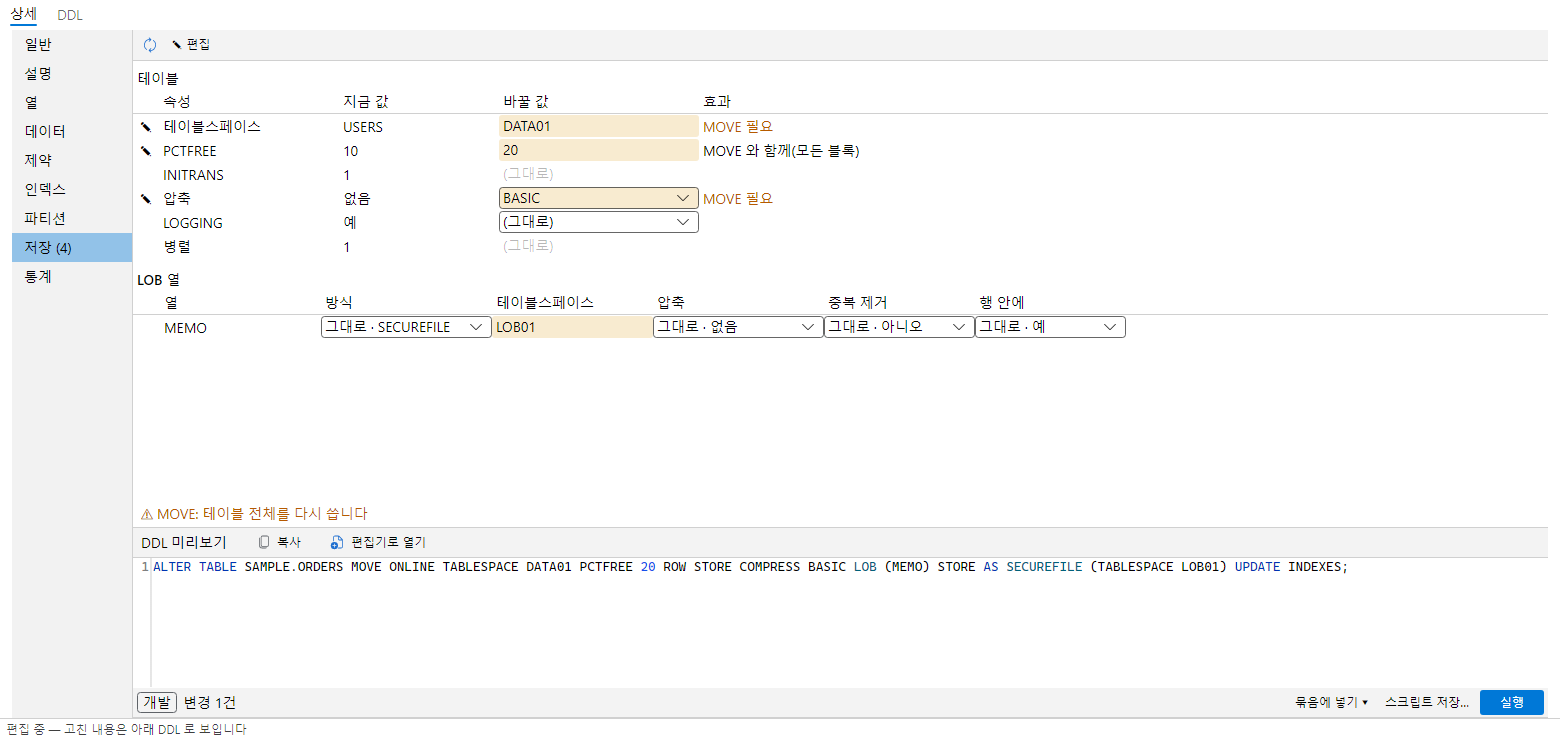 상세 DDL
일반
설명
열
데이터
제약
인덱스
파티션
저장 (4)
통계
편집
테이블
속성 지금 값 바꿀 값 효과
테이블스페이스 USERS DATA01 MOVE 필요
PCTFREE 10 20 MOVE 와 함께(모든 블록)
INITRANS 1 (그대로)
압축 없음 BASIC MOVE 필요
LOGGING 예 (그대로)
병렬 1 (그대로)
LOB 열
열 방식 테이블스페이스 압축 중복 제거 행 안에
MEMO 그대로 · SECUREFILE LOB01 그대로 · 없음 그대로 · 아니오 그대로 · 예
⚠ MOVE: 테이블 전체를 다시 씁니다
DDL 미리보기 복사 편집기로 열기
1 ALTER TABLE SAMPLE.ORDERS MOVE ONLINE TABLESPACE DATA01 PCTFREE 20 ROW STORE COMPRESS BASIC LOB (MEMO) STORE AS SECUREFILE (TABLESPACE LOB01) UPDATE INDEXES;
개발 변경 1건 묶음에 넣기 ▾ 스크립트 저장... 실행
편집 중 — 고친 내용은 아래 DDL 로 보입니다